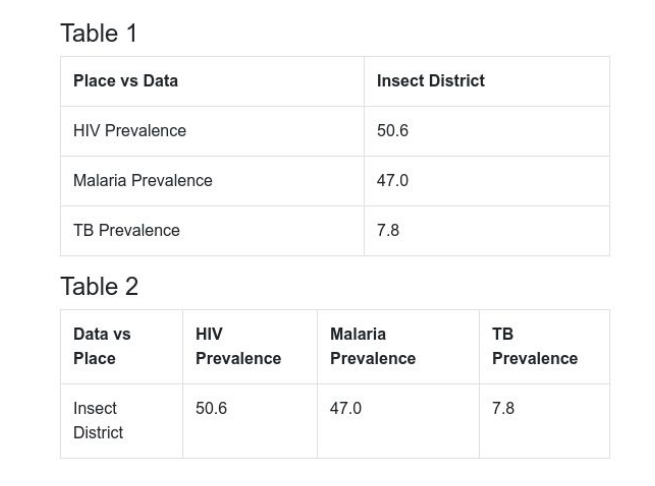 Table 1
Place vs Data Insect District
HIV Prevalence 50.6
Malaria Prevalence 47.0
TB Prevalence 7.8
Table 2
Data vs Place HIV Prevalence Malaria Prevalence TB Prevalence
Insect District 50.6 47.0 7.8